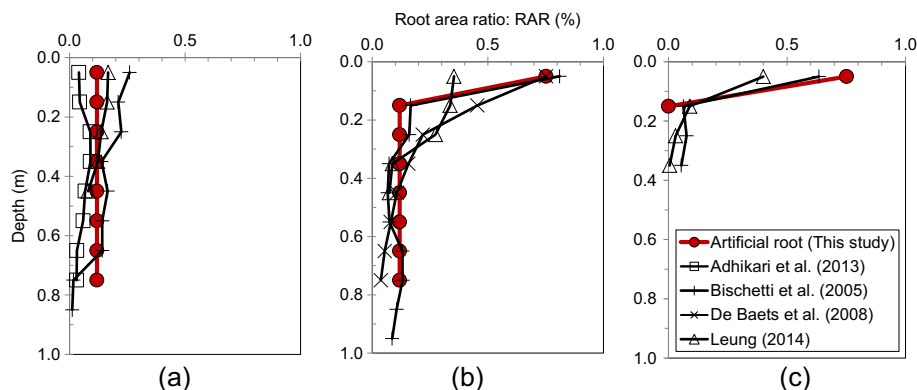 Root area ratio: RAR (%)
0.0 0.5 1.0
0.0 0.5 1.0
0.0 0.5 1.0
Depth (m)
0.0
0.2
0.4
0.6
0.8
1.0
0.0
0.2
0.4
0.6
0.8
1.0
0.0
0.2
0.4
0.6
0.8
1.0
Artificial root (This study)
Adhikari et al. (2013)
Bischetti et al. (2005)
De Baets et al. (2008)
Leung (2014)
(a)
(b)
(c)